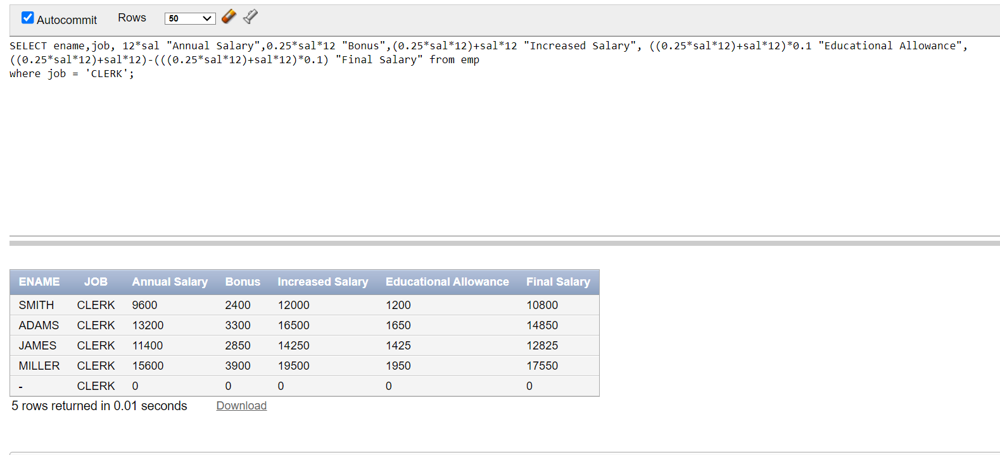 Autocommit Rows 50
SELECT ename,job, 12*sal "Annual Salary",0.25*sal*12 "Bonus",(0.25*sal*12)+sal*12 "Increased Salary", ((0.25*sal*12)+sal*12)*0.1 "Educational Allowance",
((0.25*sal*12)+sal*12)-(((0.25*sal*12)+sal*12)*0.1) "Final Salary" from emp
where job = 'CLERK';
ENAME JOB Annual Salary Bonus Increased Salary Educational Allowance Final Salary
SMITH CLERK 9600 2400 12000 1200 10800
ADAMS CLERK 13200 3300 16500 1650 14850
JAMES CLERK 11400 2850 14250 1425 12825
MILLER CLERK 15600 3900 19500 1950 17550
- CLERK 0 0 0 0 0
5 rows returned in 0.01 seconds Download